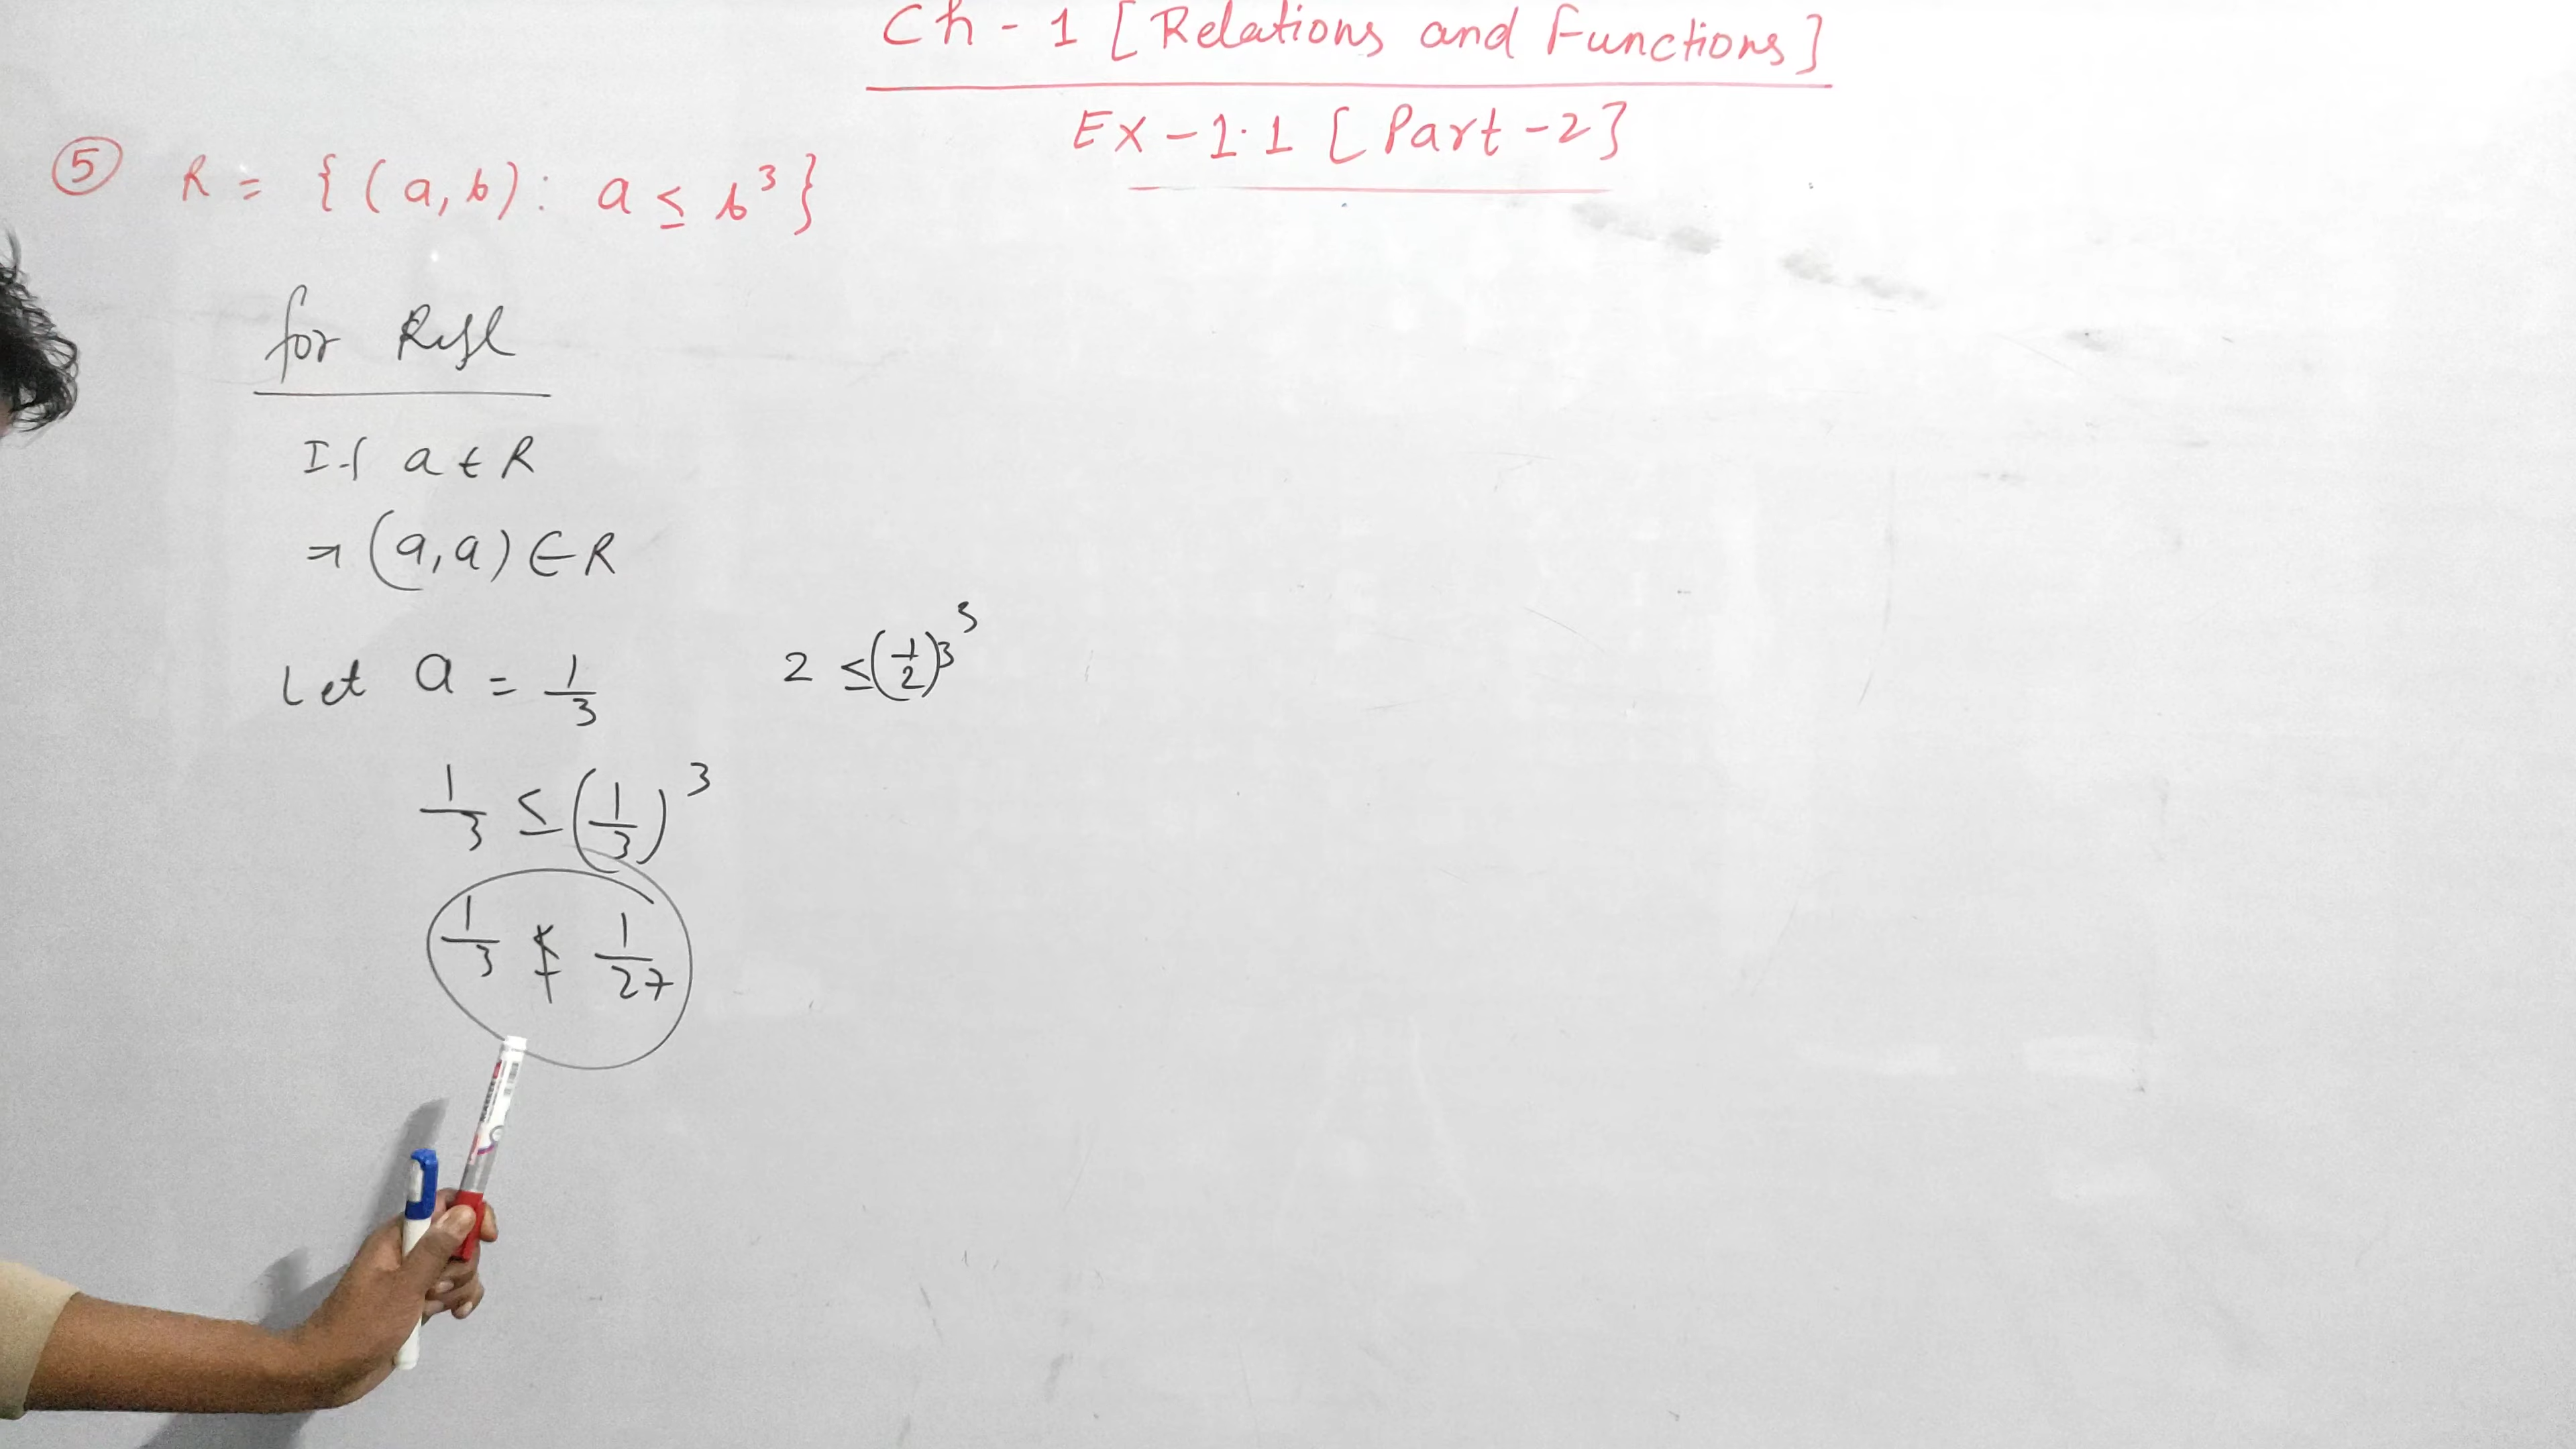 Ch - 1 [Relations and Functions]
Ex - 1.1 [Part - 2]
⑤ R = {(a, b) : a ≤ b³}
for Refl
If a ∈ R
⇒ (a, a) ∈ R
Let a = 1/3
2 ≤ (1/2)³ ³
1/3 ≤ (1/3)³
1/3 ≰ 1/27